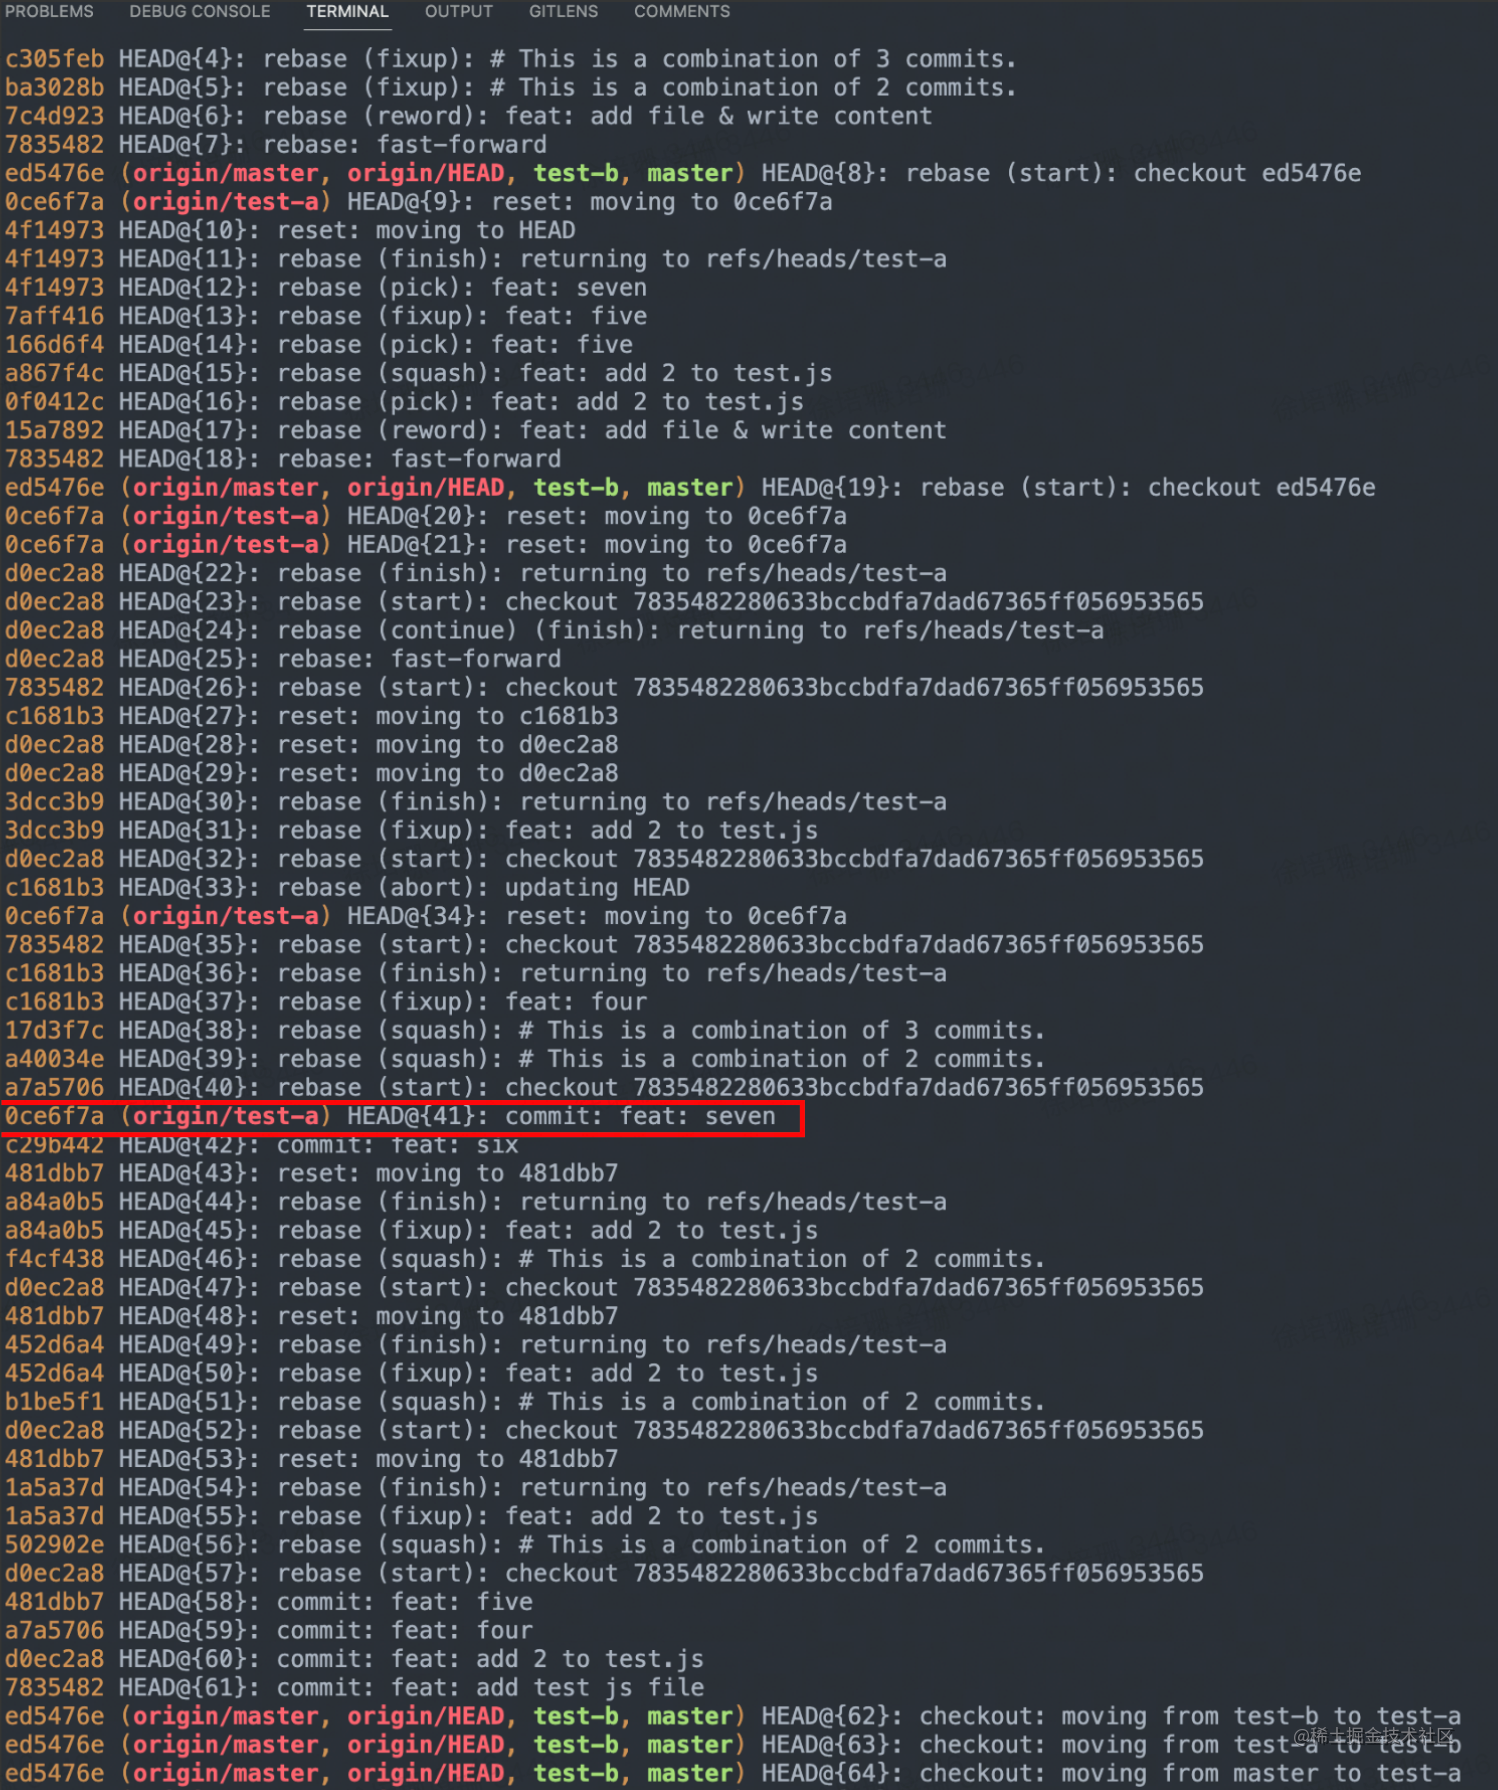 PROBLEMS DEBUG CONSOLE TERMINAL OUTPUT GITLENS COMMENTS
c305feb HEAD@{4}: rebase (fixup): # This is a combination of 3 commits.
ba3028b HEAD@{5}: rebase (fixup): # This is a combination of 2 commits.
7c4d923 HEAD@{6}: rebase (reword): feat: add file & write content
7835482 HEAD@{7}: rebase: fast-forward
ed5476e (origin/master, origin/HEAD, test-b, master) HEAD@{8}: rebase (start): checkout ed5476e
0ce6f7a (origin/test-a) HEAD@{9}: reset: moving to 0ce6f7a
4f14973 HEAD@{10}: reset: moving to HEAD
4f14973 HEAD@{11}: rebase (finish): returning to refs/heads/test-a
4f14973 HEAD@{12}: rebase (pick): feat: seven
7aff416 HEAD@{13}: rebase (fixup): feat: five
166d6f4 HEAD@{14}: rebase (pick): feat: five
a867f4c HEAD@{15}: rebase (squash): feat: add 2 to test.js
0f0412c HEAD@{16}: rebase (pick): feat: add 2 to test.js
15a7892 HEAD@{17}: rebase (reword): feat: add file & write content
7835482 HEAD@{18}: rebase: fast-forward
ed5476e (origin/master, origin/HEAD, test-b, master) HEAD@{19}: rebase (start): checkout ed5476e
0ce6f7a (origin/test-a) HEAD@{20}: reset: moving to 0ce6f7a
0ce6f7a (origin/test-a) HEAD@{21}: reset: moving to 0ce6f7a
d0ec2a8 HEAD@{22}: rebase (finish): returning to refs/heads/test-a
d0ec2a8 HEAD@{23}: rebase (start): checkout 7835482280633bccbdfa7dad67365ff056953565
d0ec2a8 HEAD@{24}: rebase (continue) (finish): returning to refs/heads/test-a
d0ec2a8 HEAD@{25}: rebase: fast-forward
7835482 HEAD@{26}: rebase (start): checkout 7835482280633bccbdfa7dad67365ff056953565
c1681b3 HEAD@{27}: reset: moving to c1681b3
d0ec2a8 HEAD@{28}: reset: moving to d0ec2a8
d0ec2a8 HEAD@{29}: reset: moving to d0ec2a8
3dcc3b9 HEAD@{30}: rebase (finish): returning to refs/heads/test-a
3dcc3b9 HEAD@{31}: rebase (fixup): feat: add 2 to test.js
d0ec2a8 HEAD@{32}: rebase (start): checkout 7835482280633bccbdfa7dad67365ff056953565
c1681b3 HEAD@{33}: rebase (abort): updating HEAD
0ce6f7a (origin/test-a) HEAD@{34}: reset: moving to 0ce6f7a
7835482 HEAD@{35}: rebase (start): checkout 7835482280633bccbdfa7dad67365ff056953565
c1681b3 HEAD@{36}: rebase (finish): returning to refs/heads/test-a
c1681b3 HEAD@{37}: rebase (fixup): feat: four
17d3f7c HEAD@{38}: rebase (squash): # This is a combination of 3 commits.
a40034e HEAD@{39}: rebase (squash): # This is a combination of 2 commits.
a7a5706 HEAD@{40}: rebase (start): checkout 7835482280633bccbdfa7dad67365ff056953565
0ce6f7a (origin/test-a) HEAD@{41}: commit: feat: seven
c29b442 HEAD@{42}: commit: feat: six
481dbb7 HEAD@{43}: reset: moving to 481dbb7
a84a0b5 HEAD@{44}: rebase (finish): returning to refs/heads/test-a
a84a0b5 HEAD@{45}: rebase (fixup): feat: add 2 to test.js
f4cf438 HEAD@{46}: rebase (squash): # This is a combination of 2 commits.
d0ec2a8 HEAD@{47}: rebase (start): checkout 7835482280633bccbdfa7dad67365ff056953565
481dbb7 HEAD@{48}: reset: moving to 481dbb7
452d6a4 HEAD@{49}: rebase (finish): returning to refs/heads/test-a
452d6a4 HEAD@{50}: rebase (fixup): feat: add 2 to test.js
b1be5f1 HEAD@{51}: rebase (squash): # This is a combination of 2 commits.
d0ec2a8 HEAD@{52}: rebase (start): checkout 7835482280633bccbdfa7dad67365ff056953565
481dbb7 HEAD@{53}: reset: moving to 481dbb7
1a5a37d HEAD@{54}: rebase (finish): returning to refs/heads/test-a
1a5a37d HEAD@{55}: rebase (fixup): feat: add 2 to test.js
502902e HEAD@{56}: rebase (squash): # This is a combination of 2 commits.
d0ec2a8 HEAD@{57}: rebase (start): checkout 7835482280633bccbdfa7dad67365ff056953565
481dbb7 HEAD@{58}: commit: feat: five
a7a5706 HEAD@{59}: commit: feat: four
d0ec2a8 HEAD@{60}: commit: feat: add 2 to test.js
7835482 HEAD@{61}: commit: feat: add test js file
ed5476e (origin/master, origin/HEAD, test-b, master) HEAD@{62}: checkout: moving from test-b to test-a
ed5476e (origin/master, origin/HEAD, test-b, master) HEAD@{63}: checkout: moving from test-a to test-b
ed5476e (origin/master, origin/HEAD, test-b, master) HEAD@{64}: checkout: moving from master to test-a
@稀土掘金技术社区